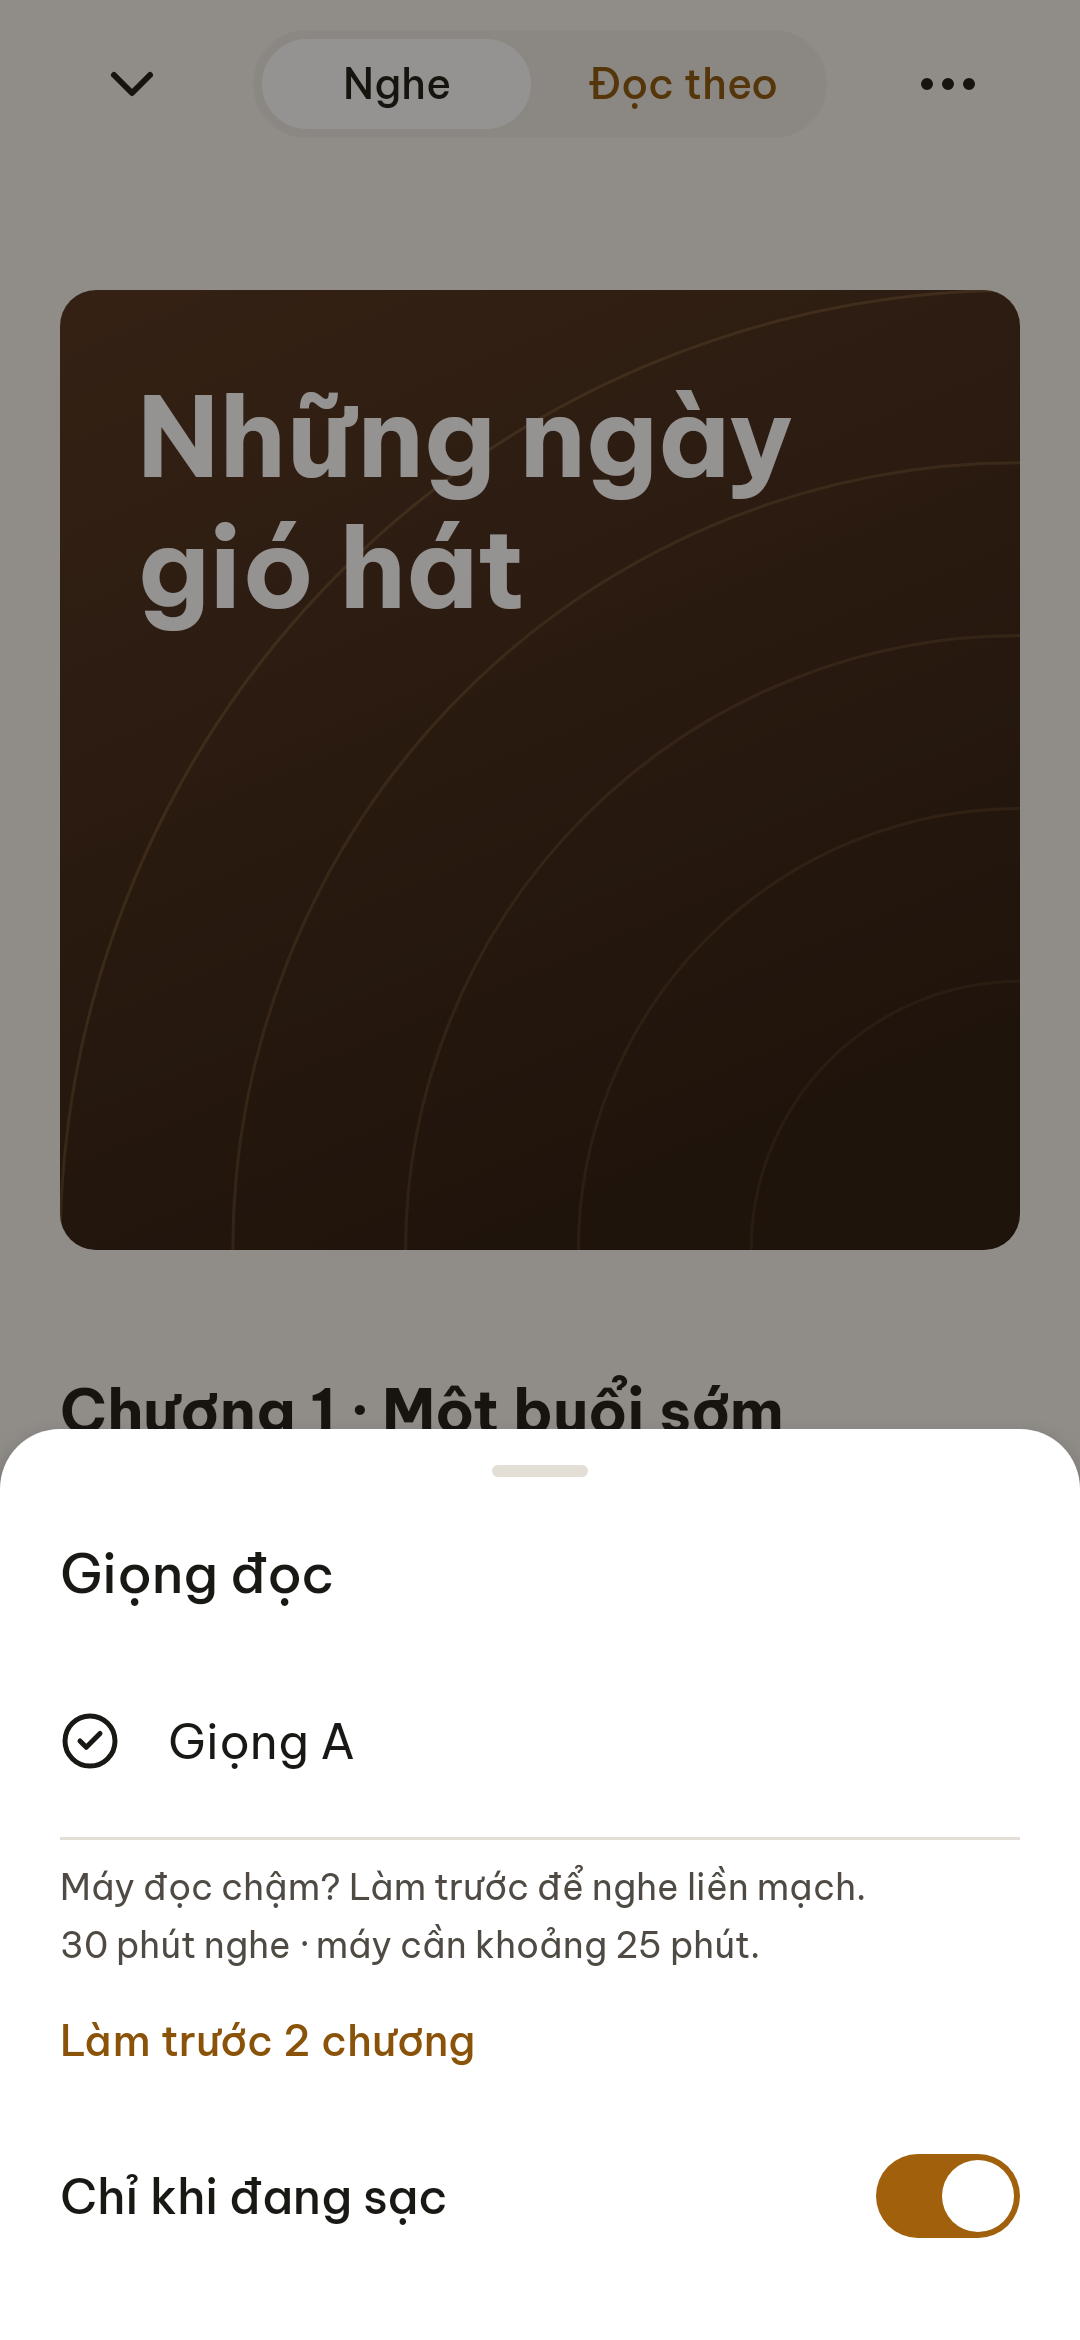 Nghe
Đọc theo
Những ngày
gió hát
Chương 1 · Một buổi sớm
Giọng đọc
Giọng A
Máy đọc chậm? Làm trước để nghe liền mạch.
30 phút nghe · máy cần khoảng 25 phút.
Làm trước 2 chương
Chỉ khi đang sạc